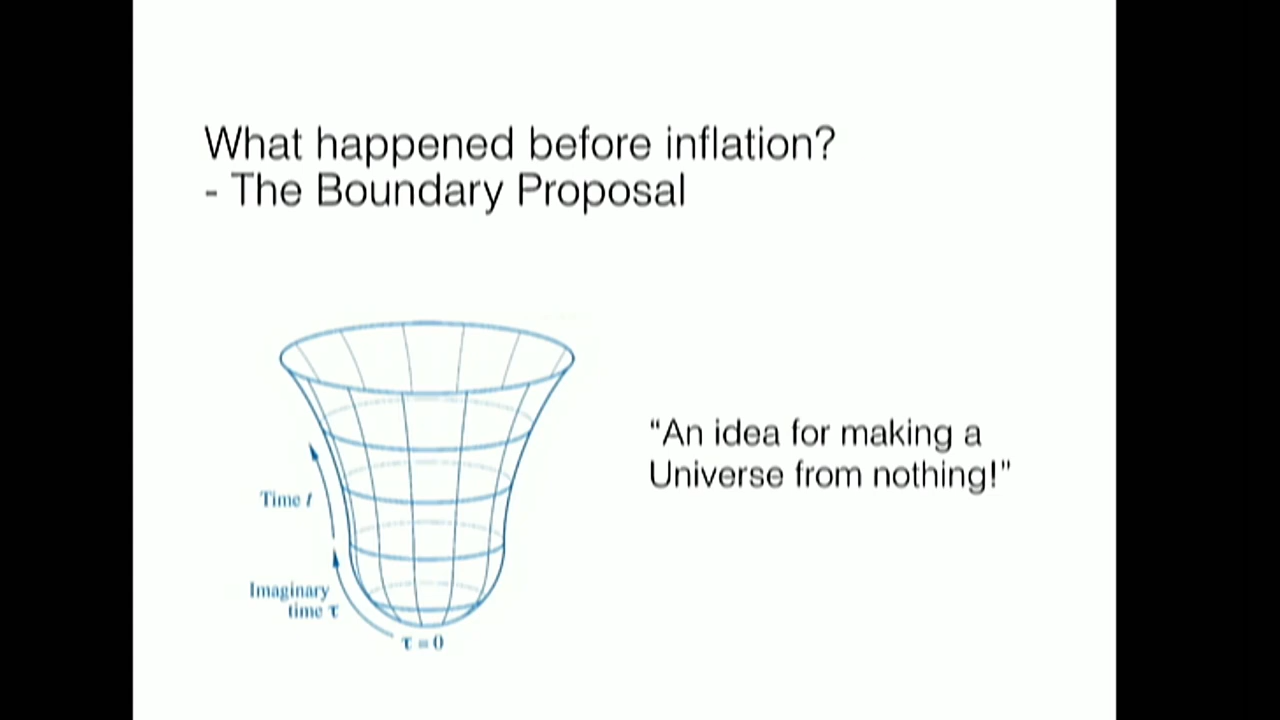 What happened before inflation?
- The Boundary Proposal
“An idea for making a
Universe from nothing!”
Time t
Imaginary
time τ
τ = 0